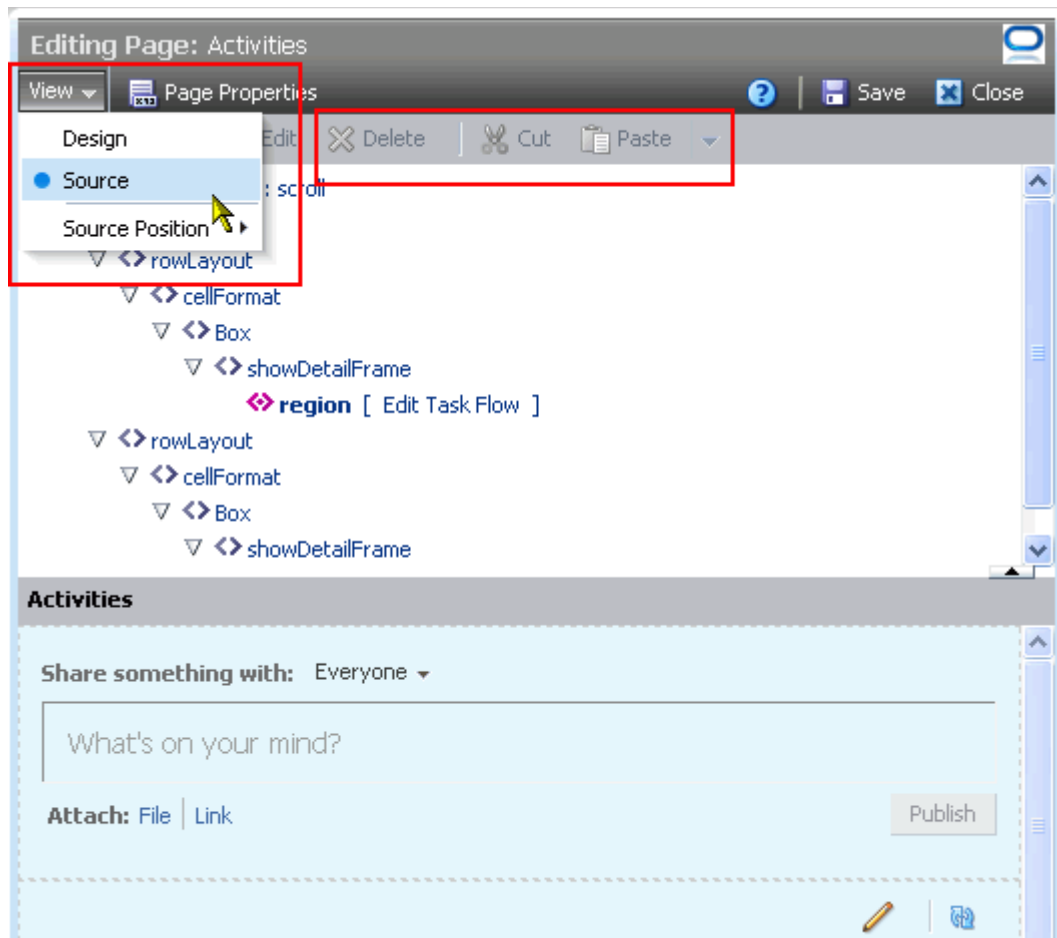 Editing Page: Activities
View Page Properties Save Close
Design Edit Delete Cut Paste
Source : scroll
Source Position
rowLayout
cellFormat
Box
showDetailFrame
region [ Edit Task Flow ]
rowLayout
cellFormat
Box
showDetailFrame
Activities
Share something with: Everyone
What's on your mind?
Attach: File Link
Publish